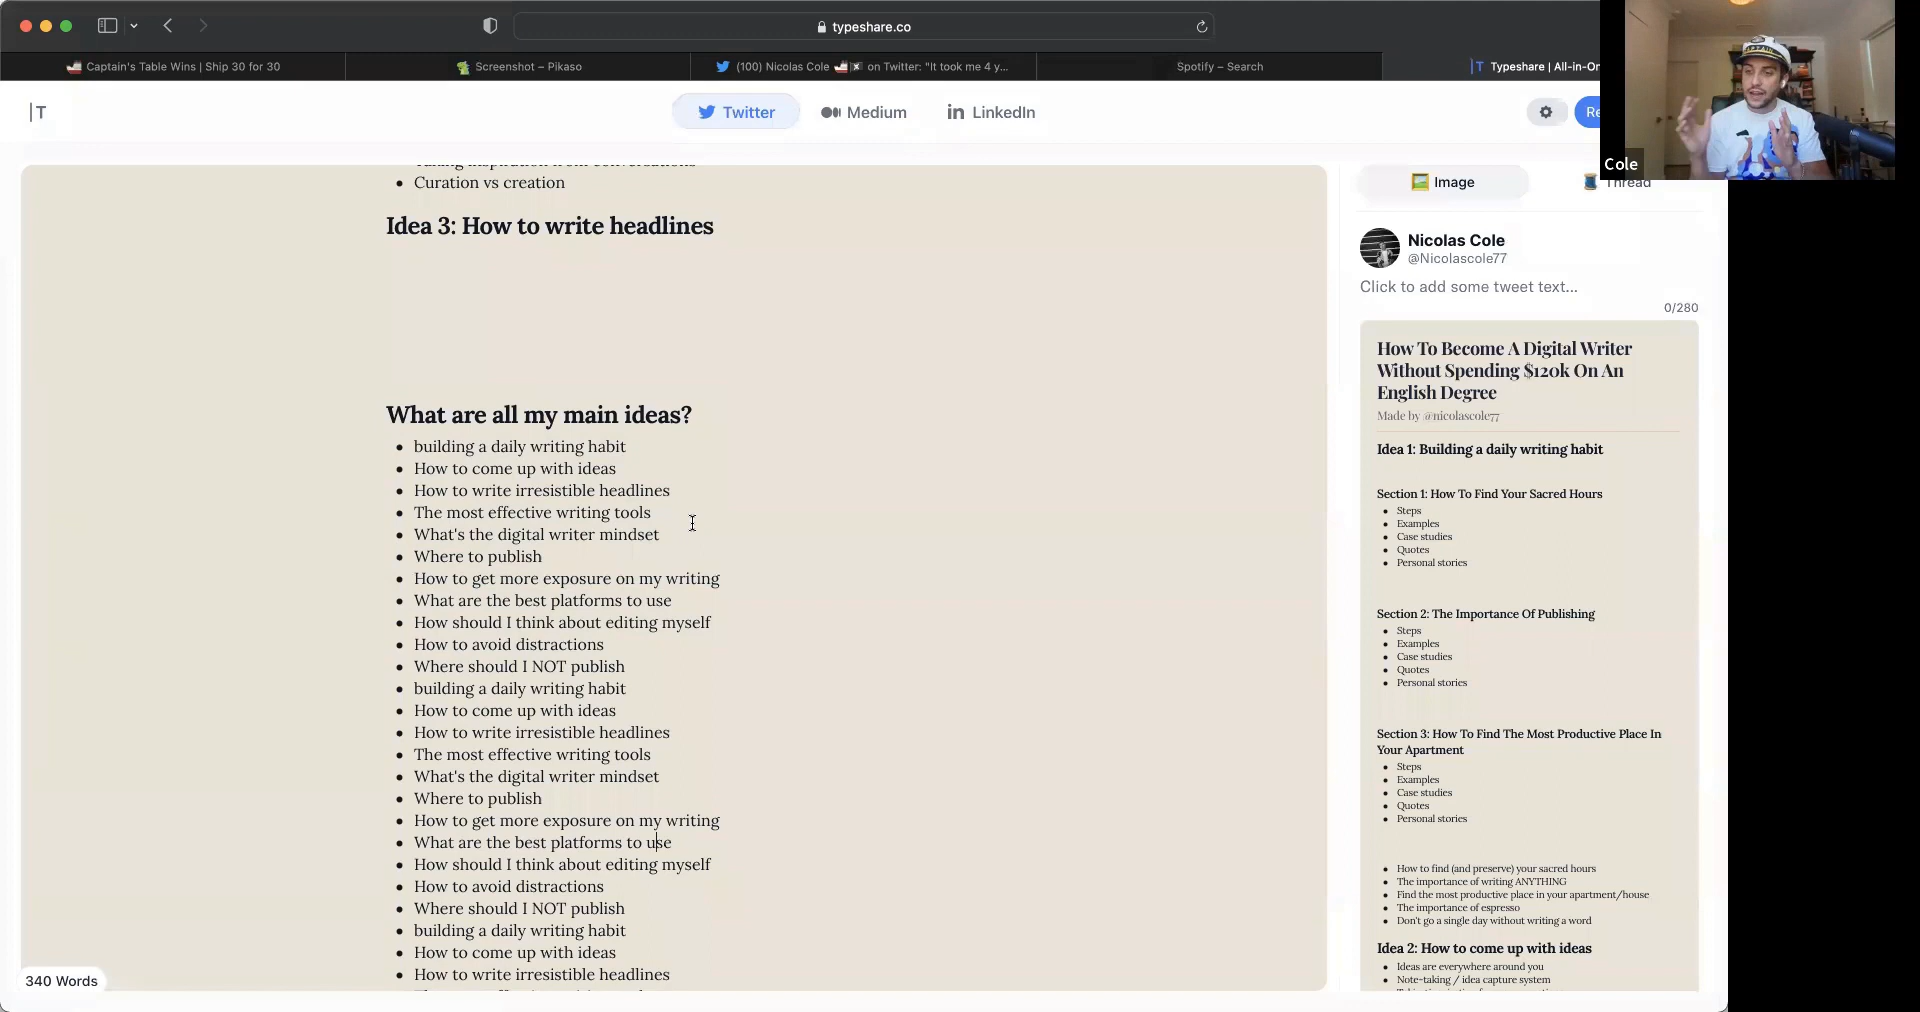 typeshare.co
Captain's Table Wins | Ship 30 for 30
Screenshot – Pikaso
(100) Nicolas Cole on Twitter: "It took me 4 y...
Spotify – Search
Typeshare | All-in-On
|T
Twitter
Medium
LinkedIn
Re
CAPTAIN
Cole
Curation vs creation
Idea 3: How to write headlines
What are all my main ideas?
building a daily writing habit
How to come up with ideas
How to write irresistible headlines
The most effective writing tools
What's the digital writer mindset
Where to publish
How to get more exposure on my writing
What are the best platforms to use
How should I think about editing myself
How to avoid distractions
Where should I NOT publish
building a daily writing habit
How to come up with ideas
How to write irresistible headlines
The most effective writing tools
What's the digital writer mindset
Where to publish
How to get more exposure on my writing
What are the best platforms to use
How should I think about editing myself
How to avoid distractions
Where should I NOT publish
building a daily writing habit
How to come up with ideas
How to write irresistible headlines
340 Words
Image
Thread
Nicolas Cole
@Nicolascole77
Click to add some tweet text...
0/280
How To Become A Digital Writer
Without Spending $120k On An
English Degree
Made by @nicolascole77
Idea 1: Building a daily writing habit
Section 1: How To Find Your Sacred Hours
Steps
Examples
Case studies
Quotes
Personal stories
Section 2: The Importance Of Publishing
Steps
Examples
Case studies
Quotes
Personal stories
Section 3: How To Find The Most Productive Place In
Your Apartment
Steps
Examples
Case studies
Quotes
Personal stories
How to find (and preserve) your sacred hours
The importance of writing ANYTHING
Find the most productive place in your apartment/house
The importance of espresso
Don't go a single day without writing a word
Idea 2: How to come up with ideas
Ideas are everywhere around you
Note-taking / idea capture system